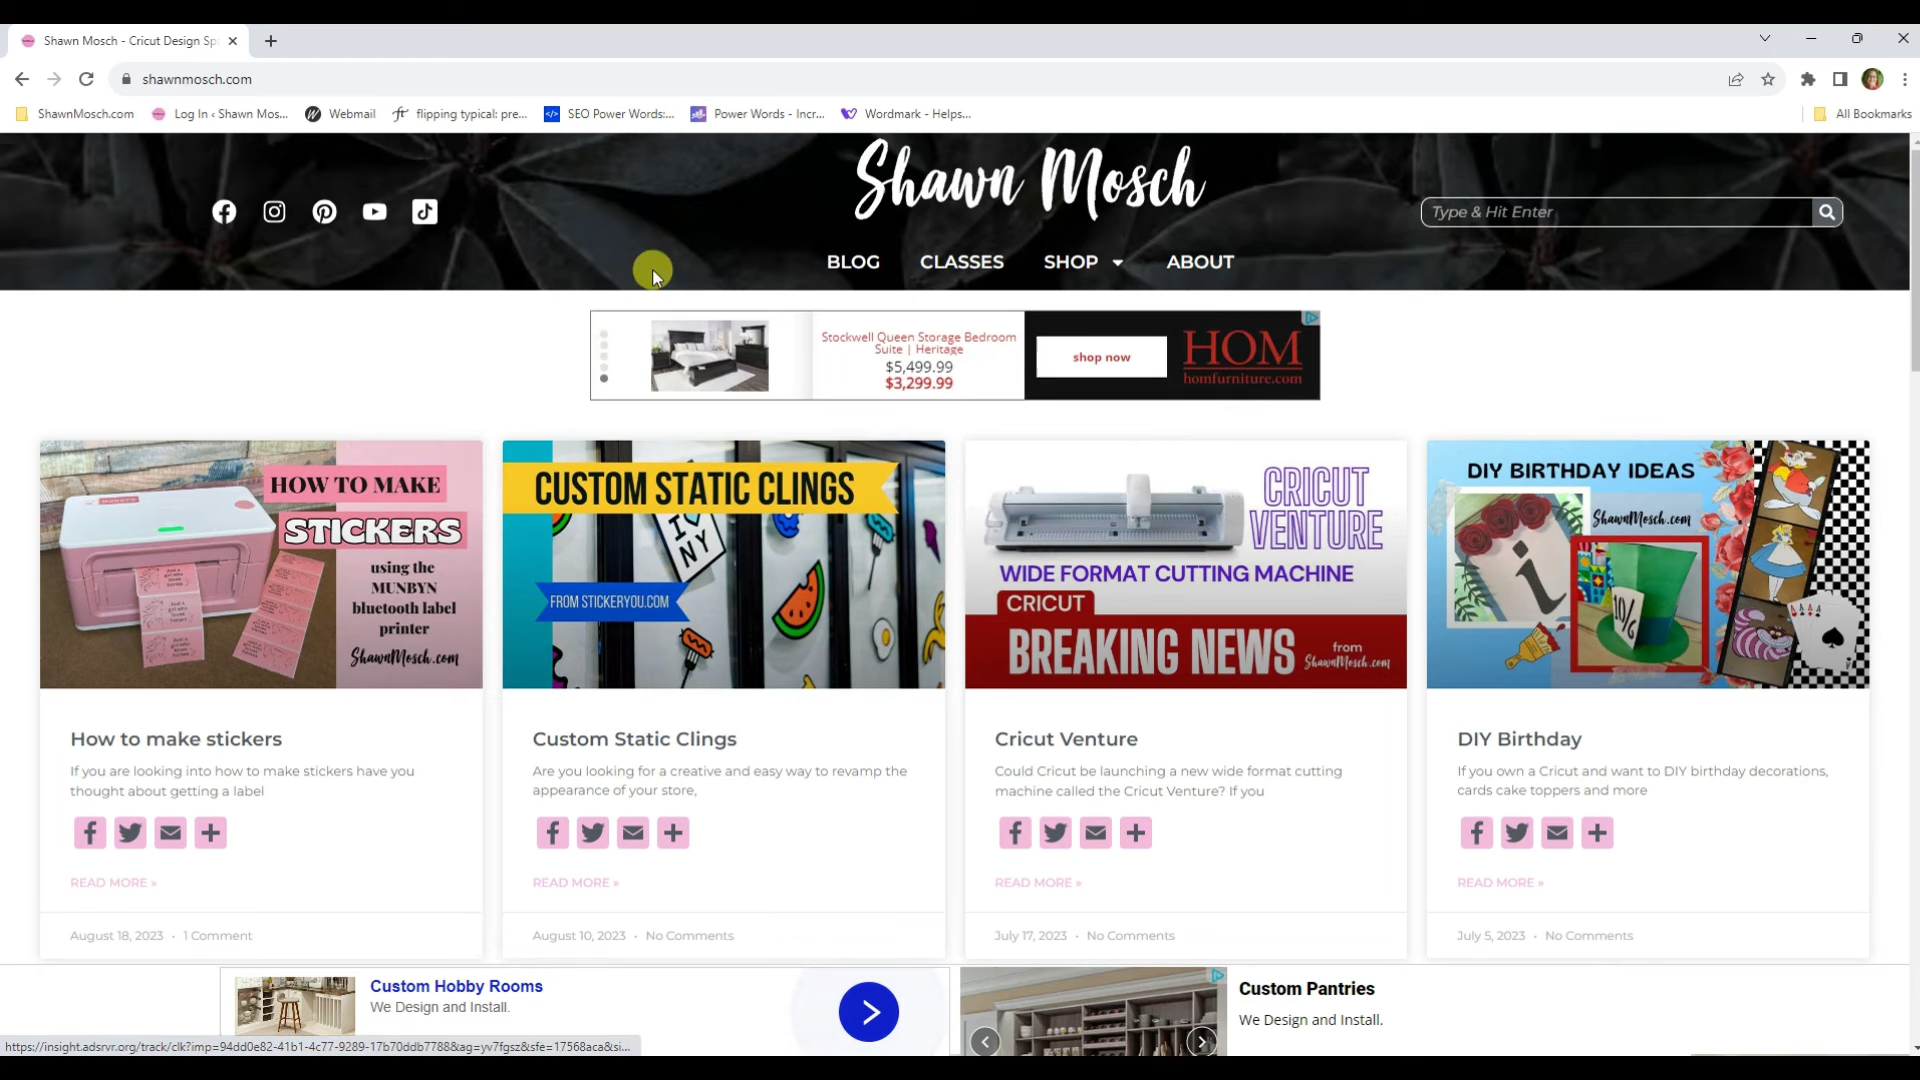 Shawn Mosch - Cricut Design Spa
shawnmosch.com
ShawnMosch.com
Log In ‹ Shawn Mos...
Webmail
flipping typical: pre...
SEO Power Words:...
Power Words - Incr...
Wordmark - Helps...
All Bookmarks
Shawn Mosch
Type & Hit Enter
BLOG
CLASSES
SHOP
ABOUT
Stockwell Queen Storage Bedroom
Suite | Heritage
$5,499.99
$3,299.99
shop now
HOM
homfurniture.com
HOW TO MAKE
STICKERS
using the
MUNBYN
bluetooth label
printer
ShawnMosch.com
CUSTOM STATIC CLINGS
I
NY
FROM STICKERYOU.COM
CRICUT
VENTURE
WIDE FORMAT CUTTING MACHINE
CRICUT
BREAKING NEWS
from
ShawnMosch.com
DIY BIRTHDAY IDEAS
ShawnMosch.com
i
10/6
How to make stickers
If you are looking into how to make stickers have you
thought about getting a label
READ MORE »
August 18, 2023 • 1 Comment
Custom Static Clings
Are you looking for a creative and easy way to revamp the
appearance of your store,
READ MORE »
August 10, 2023 • No Comments
Cricut Venture
Could Cricut be launching a new wide format cutting
machine called the Cricut Venture? If you
READ MORE »
July 17, 2023 • No Comments
DIY Birthday
If you own a Cricut and want to DIY birthday decorations,
cards cake toppers and more
READ MORE »
July 5, 2023 • No Comments
Custom Hobby Rooms
We Design and Install.
Custom Pantries
We Design and Install.
https://insight.adsrvr.org/track/clk?imp=94dd0e82-41b1-4c77-9289-17b70ddb7788&ag=yv7fgsz&sfe=17568aca&si...